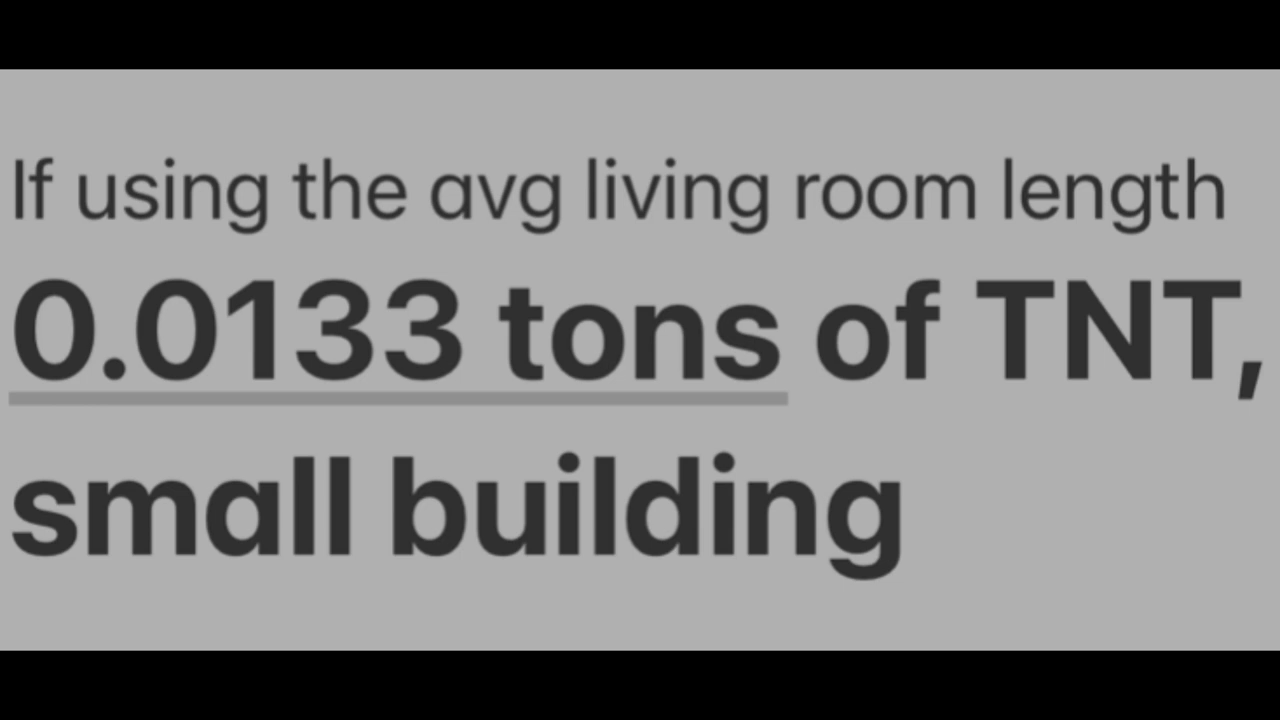 If using the avg living room length
0.0133 tons of TNT,
small building